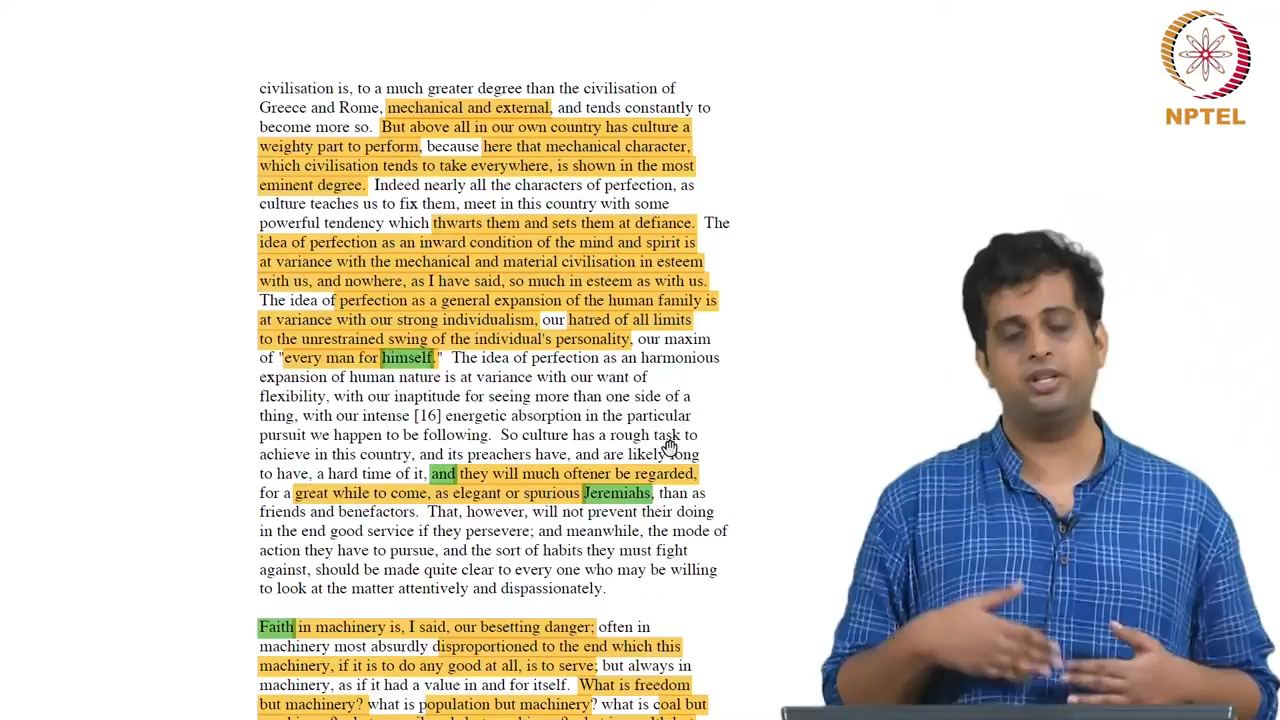 civilisation is, to a much greater degree than the civilisation of
Greece and Rome, mechanical and external, and tends constantly to
become more so. But above all in our own country has culture a
weighty part to perform, because here that mechanical character,
which civilisation tends to take everywhere, is shown in the most
eminent degree. Indeed nearly all the characters of perfection, as
culture teaches us to fix them, meet in this country with some
powerful tendency which thwarts them and sets them at defiance. The
idea of perfection as an inward condition of the mind and spirit is
at variance with the mechanical and material civilisation in esteem
with us, and nowhere, as I have said, so much in esteem as with us.
The idea of perfection as a general expansion of the human family is
at variance with our strong individualism, our hatred of all limits
to the unrestrained swing of the individual's personality, our maxim
of "every man for himself." The idea of perfection as an harmonious
expansion of human nature is at variance with our want of
flexibility, with our inaptitude for seeing more than one side of a
thing, with our intense [16] energetic absorption in the particular
pursuit we happen to be following. So culture has a rough task to
achieve in this country, and its preachers have, and are likely long
to have, a hard time of it, and they will much oftener be regarded,
for a great while to come, as elegant or spurious Jeremiahs, than as
friends and benefactors. That, however, will not prevent their doing
in the end good service if they persevere; and meanwhile, the mode of
action they have to pursue, and the sort of habits they must fight
against, should be made quite clear to every one who may be willing
to look at the matter attentively and dispassionately.
Faith in machinery is, I said, our besetting danger; often in
machinery most absurdly disproportioned to the end which this
machinery, if it is to do any good at all, is to serve; but always in
machinery, as if it had a value in and for itself. What is freedom
but machinery? what is population but machinery? what is coal but
NPTEL